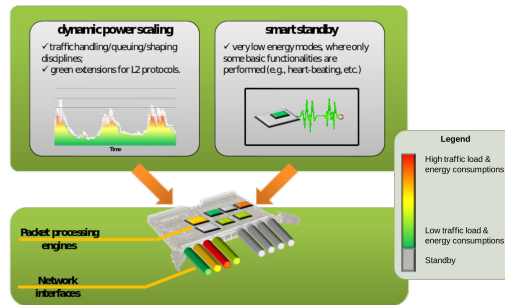 dynamic power scaling
✓ traffic handling/queuing/shaping
disciplines;
✓ green extensions for L2 protocols.
Time
smart standby
✓ very low energy modes, where only
some basic functionalities are
performed (e.g., heart-beating, etc.)
Legend
High traffic load &
energy consumptions
Low traffic load &
energy consumptions
Standby
Packet processing
engines
Network
interfaces